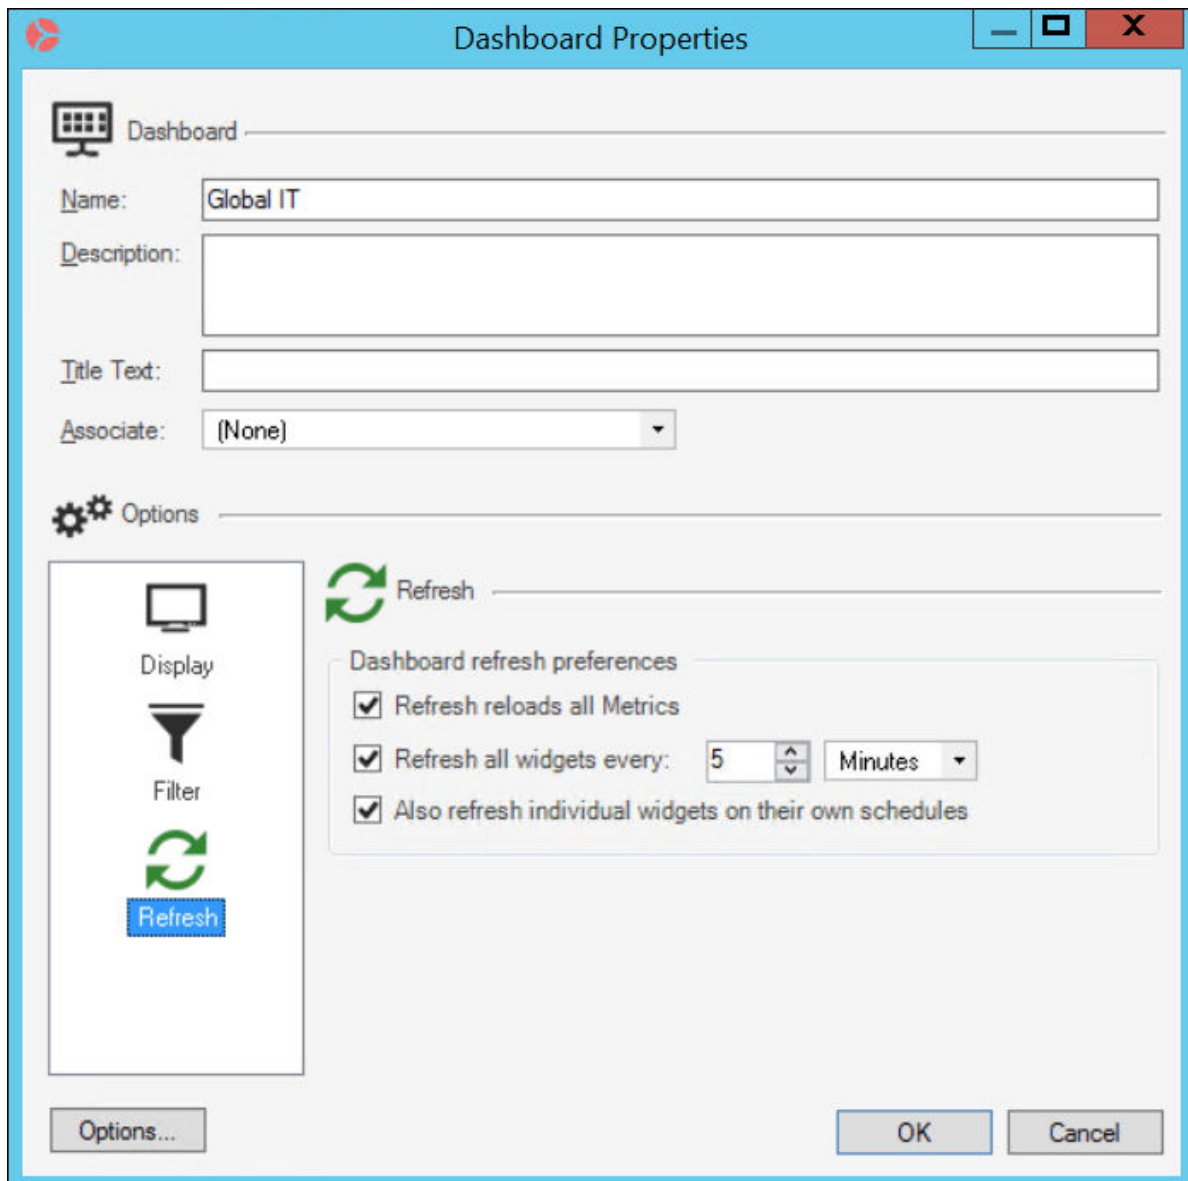 Dashboard Properties
X
Dashboard
Name: Global IT
Description:
Title Text:
Associate: (None)
Options
Display
Filter
Refresh
Refresh
Dashboard refresh preferences
Refresh reloads all Metrics
Refresh all widgets every: 5 Minutes
Also refresh individual widgets on their own schedules
Options...
OK
Cancel